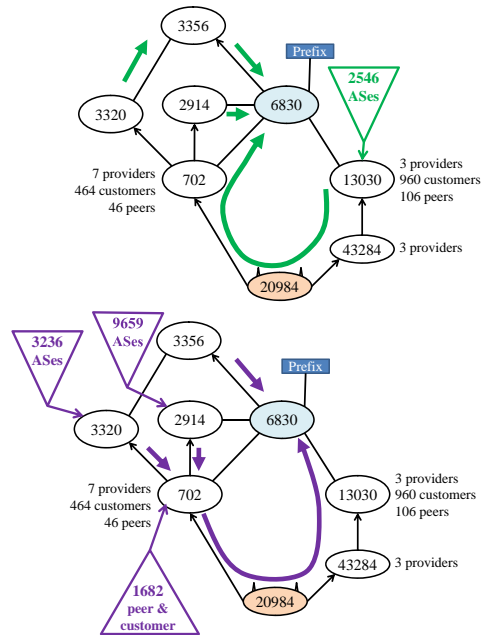 3356
Prefix
2546
ASes
3320
2914
6830
7 providers
464 customers
46 peers
702
13030
3 providers
960 customers
106 peers
43284
3 providers
20984
3236
ASes
9659
ASes
3356
Prefix
3320
2914
6830
7 providers
464 customers
46 peers
702
13030
3 providers
960 customers
106 peers
43284
3 providers
1682
peer &
customer
20984